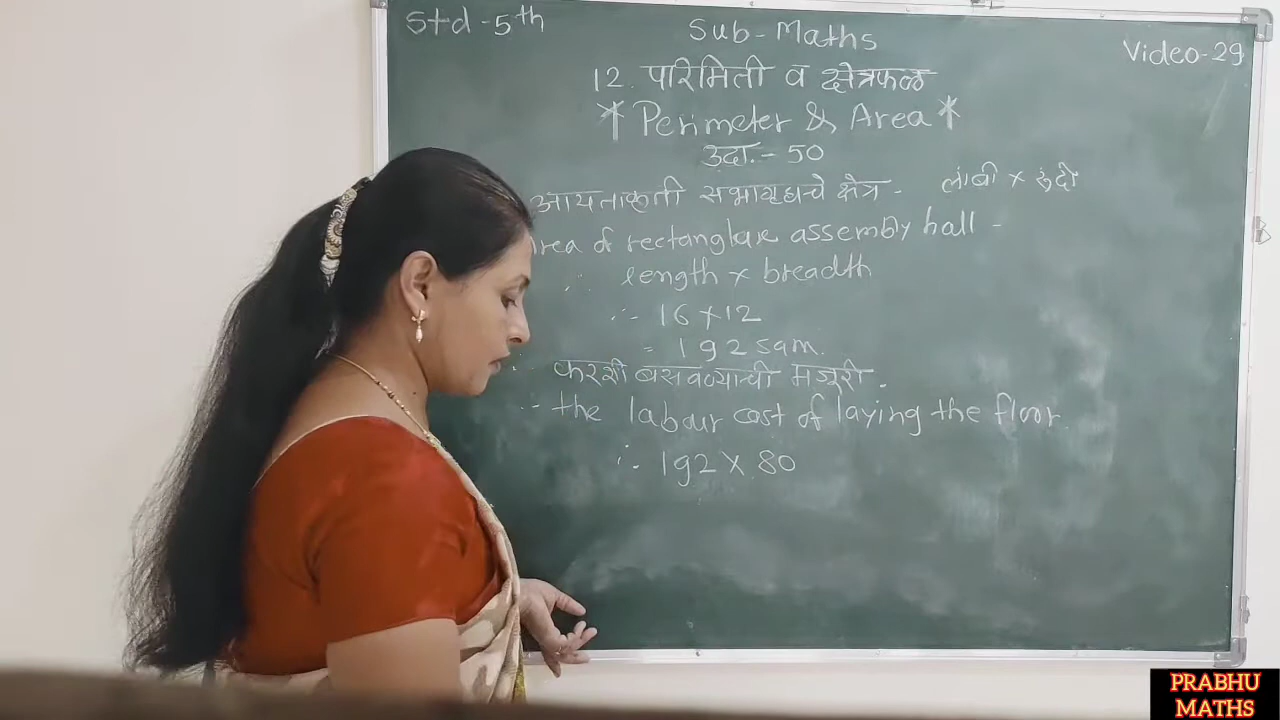 Std-5th
Sub-Maths
Video-29
12. परिमिती व क्षेत्रफळ
* Perimeter & Area *
उदा.- 50
आयताकृती सभागृहाचे क्षेत्र - लांबी × रुंदी
area of rectanglar assembly hall -
∴ length × breadth
∴ 16 × 12
= 192 sqm.
∴ फरशी बसवण्याची मजुरी.
∴ the labour cost of laying the floor.
∴ 192 × 80
PRABHU
MATHS